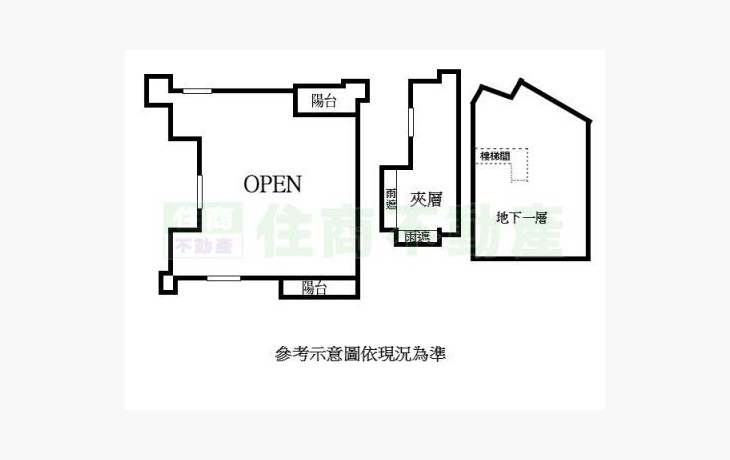 陽台
OPEN
陽台
雨遮
夾層
雨遮
樓梯間
地下一層
住商
不動產
住商不動產
參考示意圖依現況為準